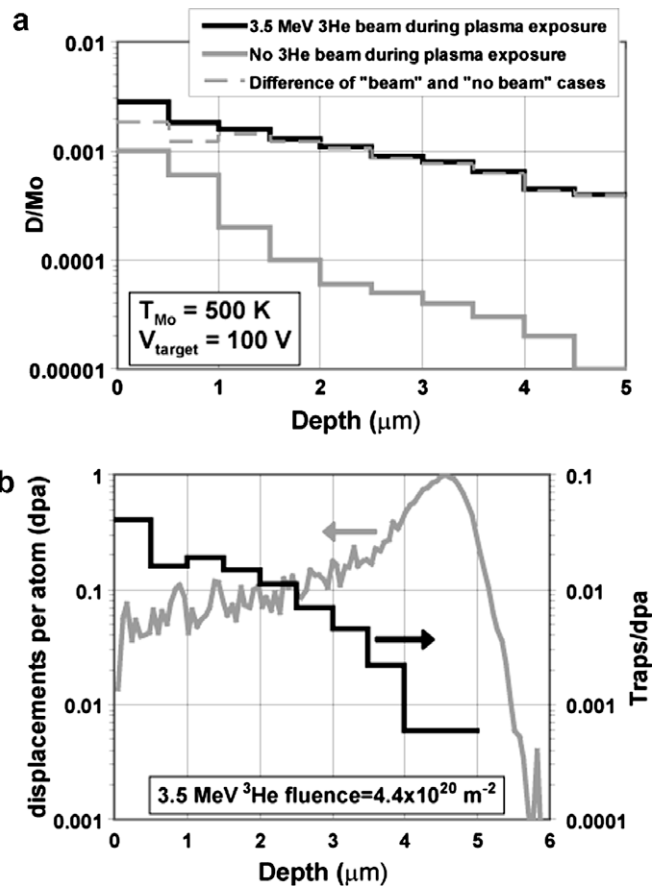 a
3.5 MeV 3He beam during plasma exposure
No 3He beam during plasma exposure
Difference of "beam" and "no beam" cases
0.01
0.001
0.0001
0.00001
D/Mo
T_Mo = 500 K
V_target = 100 V
0 1 2 3 4 5
Depth (μm)
b
1
0.1
0.01
0.001
displacements per atom (dpa)
0.1
0.01
0.001
0.0001
Traps/dpa
3.5 MeV ³He fluence=4.4x10²⁰ m⁻²
0 1 2 3 4 5 6
Depth (μm)